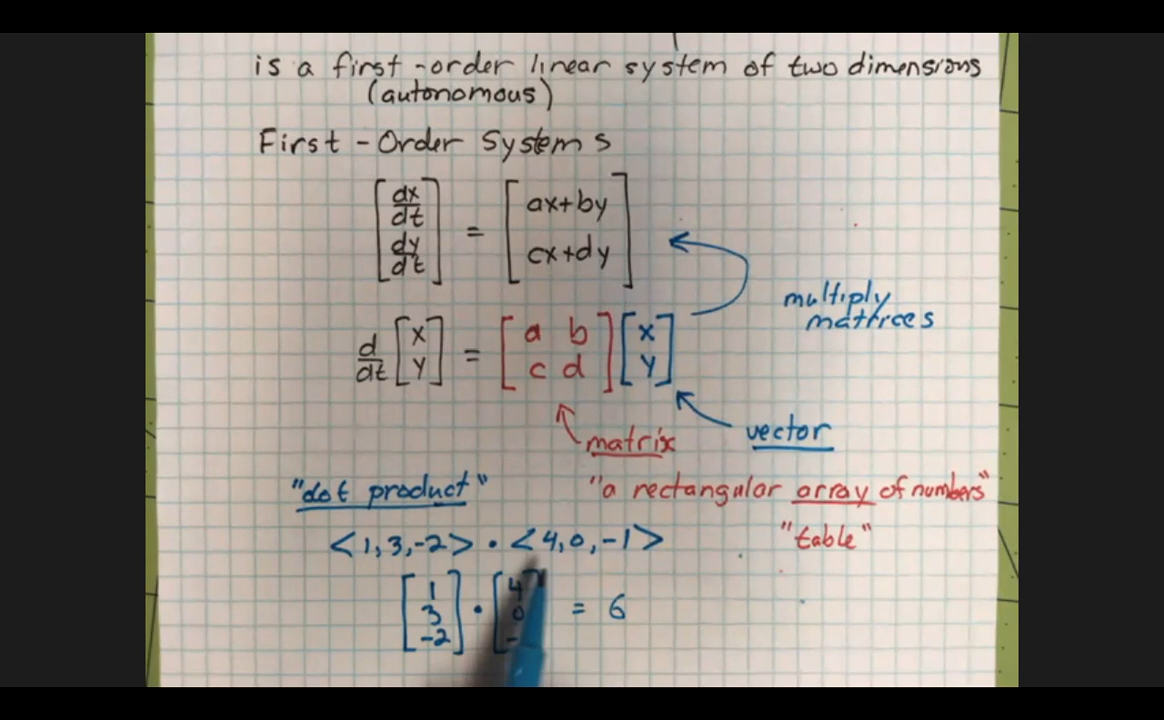 is a first-order linear system of two dimensions
(autonomous)
First-Order Systems
[dx/dt dy/dt] = [ax+by cx+dy]
multiply
matrices
d/dt [x y] = [a b c d] [x y]
matrix
vector
"dot product"
"a rectangular array of numbers"
<1, 3, -2> • <4, 0, -1>
"table"
[1 3 -2] • [4 0 -] = 6